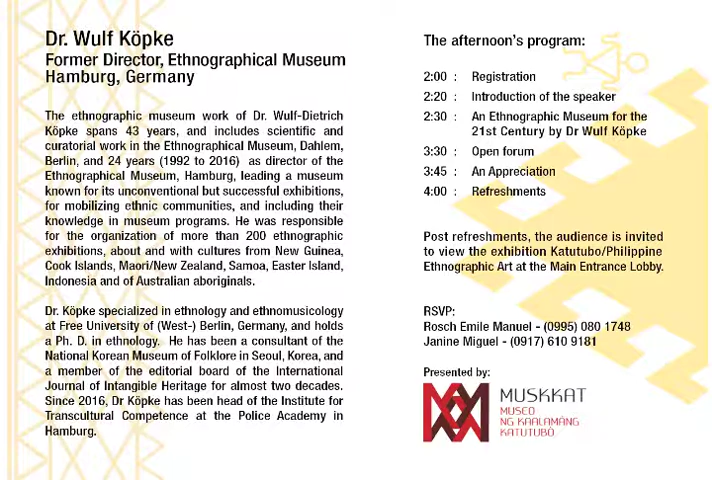 Dr. Wulf Köpke
Former Director, Ethnographical Museum
Hamburg, Germany
The ethnographic museum work of Dr. Wulf-Dietrich
Köpke spans 43 years, and includes scientific and
curatorial work in the Ethnographical Museum, Dahlem,
Berlin, and 24 years (1992 to 2016) as director of the
Ethnographical Museum, Hamburg, leading a museum
known for its unconventional but successful exhibitions,
for mobilizing ethnic communities, and including their
knowledge in museum programs. He was responsible
for the organization of more than 200 ethnographic
exhibitions, about and with cultures from New Guinea,
Cook Islands, Maori/New Zealand, Samoa, Easter Island,
Indonesia and of Australian aboriginals.
Dr. Köpke specialized in ethnology and ethnomusicology
at Free University of (West-) Berlin, Germany, and holds
a Ph. D. in ethnology. He has been a consultant of the
National Korean Museum of Folklore in Seoul, Korea, and
a member of the editorial board of the International
Journal of Intangible Heritage for almost two decades.
Since 2016, Dr Köpke has been head of the Institute for
Transcultural Competence at the Police Academy in
Hamburg.
The afternoon's program:
2:00 : Registration
2:20 : Introduction of the speaker
2:30 : An Ethnographic Museum for the
21st Century by Dr Wulf Köpke
3:30 : Open forum
3:45 : An Appreciation
4:00 : Refreshments
Post refreshments, the audience is invited
to view the exhibition Katutubo/Philippine
Ethnographic Art at the Main Entrance Lobby.
RSVP:
Rosch Emile Manuel - (0995) 080 1748
Janine Miguel - (0917) 610 9181
Presented by:
MUSKKAT
MUSEO
NG KAALAMÁNG
KATUTUBÒ